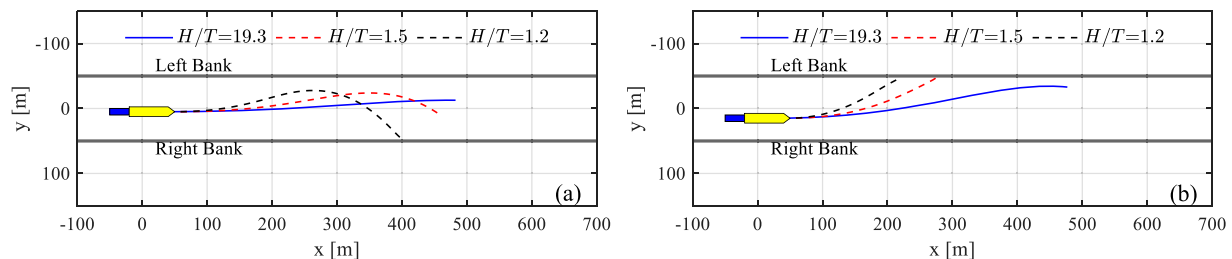 -100
0
100
y [m]
H/T=19.3
H/T=1.5
H/T=1.2
Left Bank
Right Bank
(a)
-100
0
100
200
300
400
500
600
700
x [m]
-100
0
100
y [m]
H/T=19.3
H/T=1.5
H/T=1.2
Left Bank
Right Bank
(b)
-100
0
100
200
300
400
500
600
700
x [m]